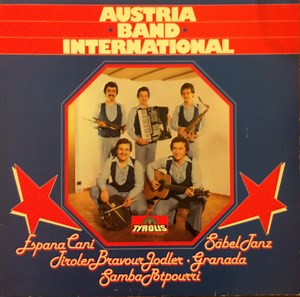 AUSTRIA
BAND
INTERNATIONAL
TYROLIS
Espana Cani
Säbel Tanz
Tiroler Bravour Jodler · Granada
Samba Potpourri